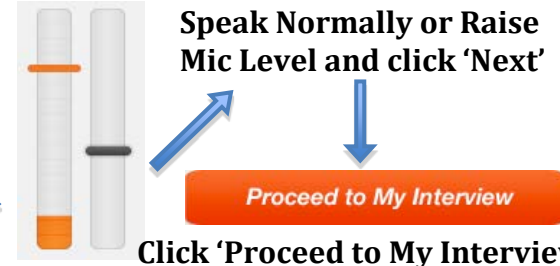 Speak Normally or Raise
Mic Level and click ‘Next’
Proceed to My Interview
Click ‘Proceed to My Interview